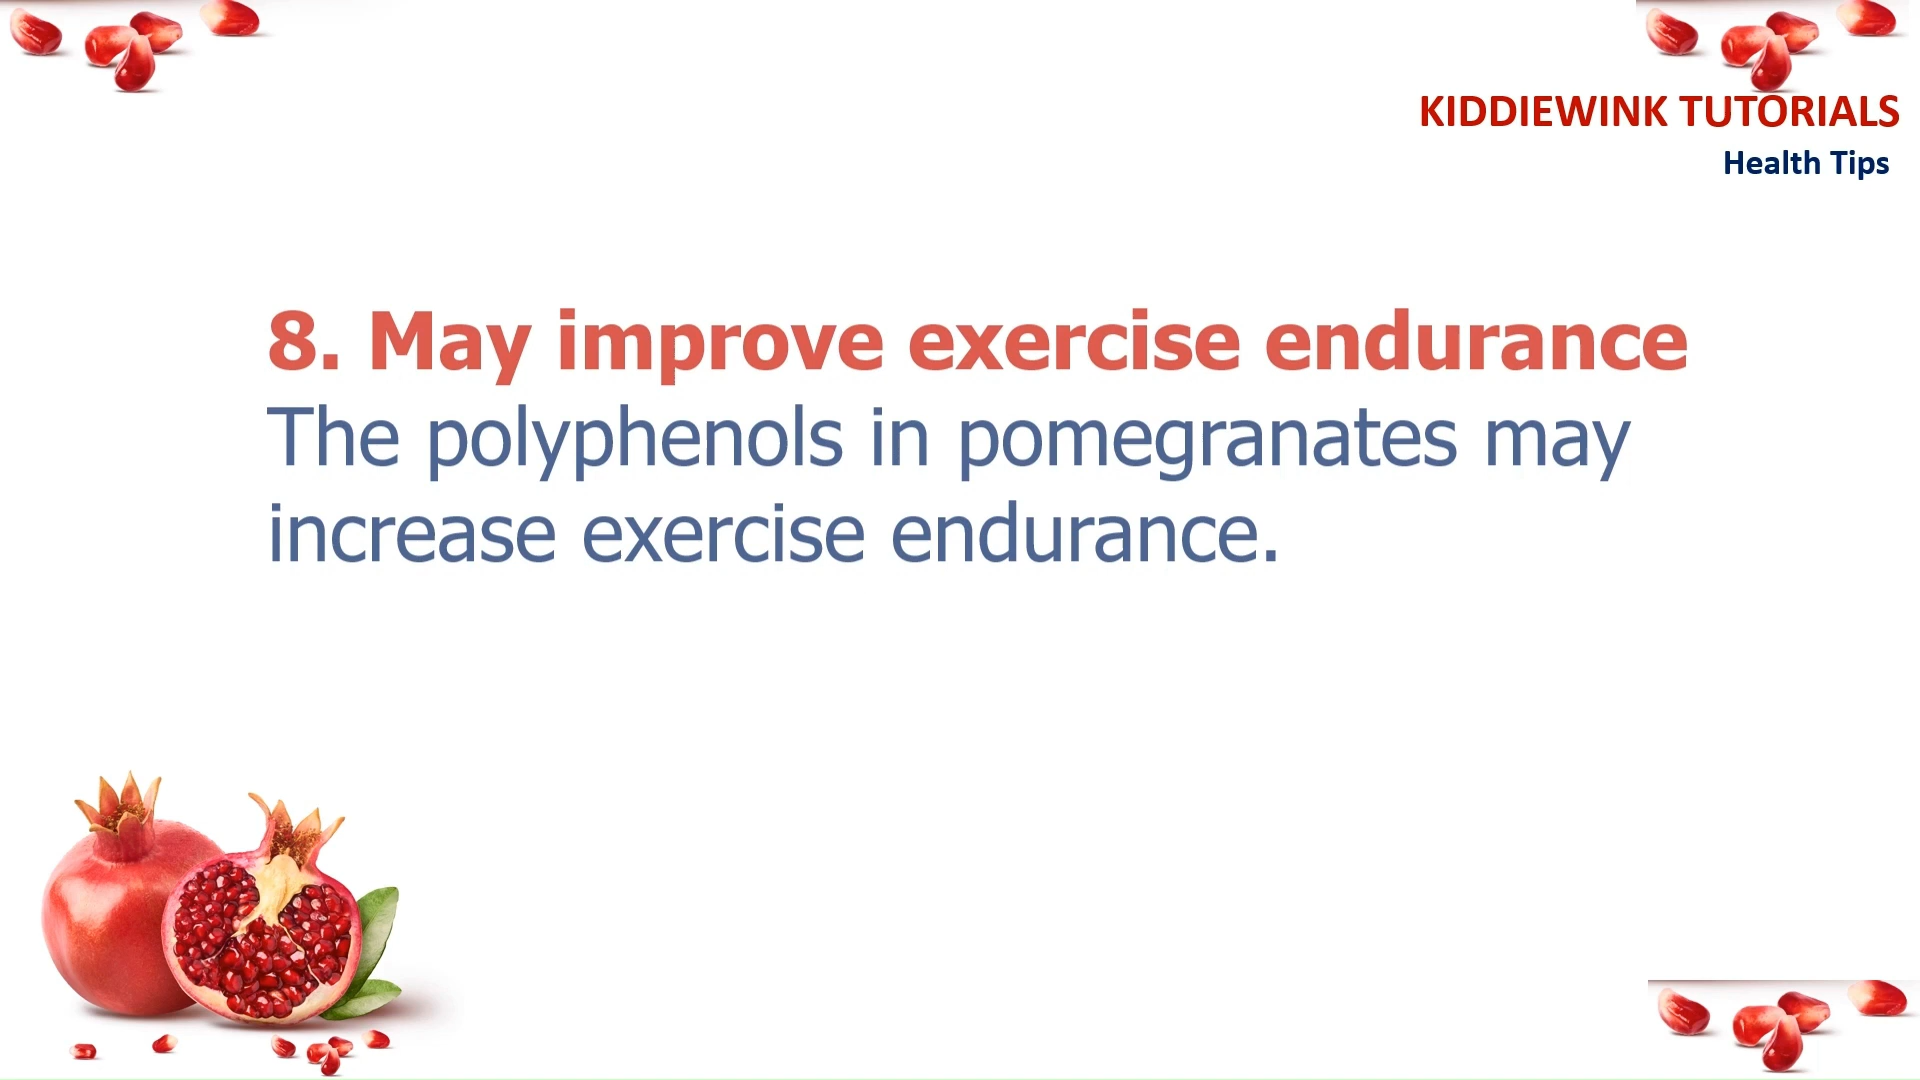 KIDDIEWINK TUTORIALS
Health Tips
8. May improve exercise endurance
The polyphenols in pomegranates may
increase exercise endurance.